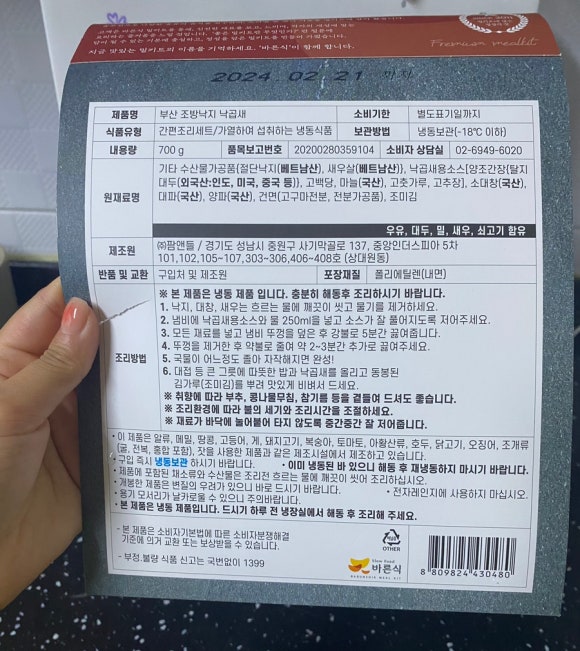 시금 맛있는 밀키트의 이름을 기억하세요. '바른식'이 함께 합니다.
since 2011
Premium mealkit
2024 02 21 까지
제품명 부산 조방낙지 낙곱새 소비기한 별도표기일까지
식품유형 간편조리세트/가열하여 섭취하는 냉동식품 보관방법 냉동보관(-18℃ 이하)
내용량 700 g 품목보고번호 20200280359104 소비자 상담실 02-6949-6020
원재료명
기타 수산물가공품{절단낙지(베트남산), 새우살(베트남산)}, 낙곱새용소스[양조간장{탈지
대두(외국산:인도, 미국, 중국 등)}, 고백당, 마늘(국산), 고춧가루, 고추장], 소대창(국산),
대파(국산), 양파(국산), 건면(고구마전분, 전분가공품), 조미김
우유, 대두, 밀, 새우, 쇠고기 함유
제조원
㈜팜앤들 / 경기도 성남시 중원구 사기막골로 137, 중앙인더스피아 5차
101,102,105~107,303~306,406~408호 (상대원동)
반품 및 교환 구입처 및 제조원 포장재질 폴리에틸렌(내면)
조리방법
※ 본 제품은 냉동 제품 입니다. 충분히 해동후 조리하시기 바랍니다.
1. 낙지, 대창, 새우는 흐르는 물에 깨끗이 씻고 물기를 제거하세요.
2. 냄비에 낙곱새용소스와 물 250ml을 넣고 소스가 잘 풀어지도록 저어주세요.
3. 모든 재료를 넣고 냄비 뚜껑을 덮은 후 강불로 5분간 끓여줍니다.
4. 뚜껑을 제거한 후 약불로 줄여 약 2~3분간 추가로 끓여주세요.
5. 국물이 어느정도 졸아 자작해지면 완성!
6. 대접 등 큰 그릇에 따뜻한 밥과 낙곱새를 올리고 동봉된
김가루(조미김)를 뿌려 맛있게 비벼서 드세요.
※ 취향에 따라 부추, 콩나물무침, 참기름 등을 곁들여 드셔도 좋습니다.
※ 조리환경에 따라 불의 세기와 조리시간을 조절하세요.
※ 재료가 바닥에 눌어붙어 타지 않도록 중간중간 잘 저어줍니다.
• 이 제품은 알류, 메밀, 땅콩, 고등어, 게, 돼지고기, 복숭아, 토마토, 아황산류, 호두, 닭고기, 오징어, 조개류
(굴, 전복, 홍합 포함), 잣을 사용한 제품과 같은 제조시설에서 제조하고 있습니다.
• 구입 즉시 냉동보관 하시기 바랍니다. • 이미 냉동된 바 있으니 해동 후 재냉동하지 마시기 바랍니다.
• 제품에 포함된 채소류와 수산물은 조리전 흐르는 물에 깨끗이 씻어 조리하십시오.
• 개봉한 제품은 변질의 우려가 있으니 바로 드시기 바랍니다. • 전자레인지에 사용하지 마십시오.
• 용기 모서리가 날카로울 수 있으니 주의바랍니다.
• 본 제품은 냉동 제품입니다. 드시기 하루 전 냉장실에서 해동 후 조리해 주세요.
- 본 제품은 소비자기본법에 따른 소비자분쟁해결
기준에 의거 교환 또는 보상받을 수 있습니다.
- 부정.불량 식품 신고는 국번없이 1399
OTHER
Slow Food
바른식
BARUNSIK MEAL KIT
8 809824 430480